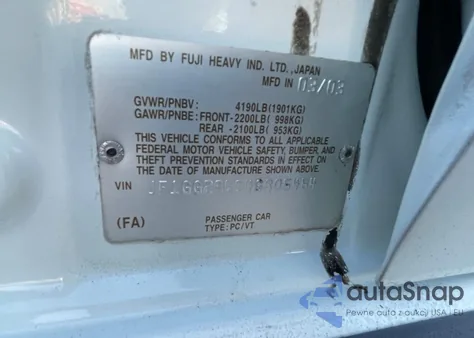 MFD BY FUJI HEAVY IND. LTD., JAPAN
MFD IN 03/03
GVWR/PNBV : 4190LB(1901KG)
GAWR/PNBE : FRONT-2200LB( 998KG)
REAR -2100LB( 953KG)
THIS VEHICLE CONFORMS TO ALL APPLICABLE
FEDERAL MOTOR VEHICLE SAFETY, BUMPER, AND
THEFT PREVENTION STANDARDS IN EFFECT ON
DATE OF MANUFACTURE SHOWN ABOVE.
VIN
(FA) PASSENGER CAR
TYPE: PC/VT
autoSnap
Pewne auta z USA i EU